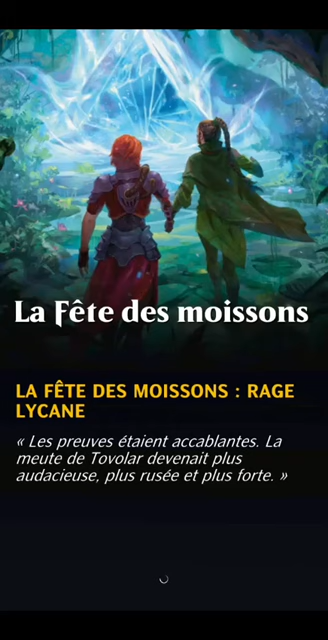 La Fête des moissons
LA FÊTE DES MOISSONS : RAGE
LYCANE
« Les preuves étaient accablantes. La
meute de Tovolar devenait plus
audacieuse, plus rusée et plus forte. »